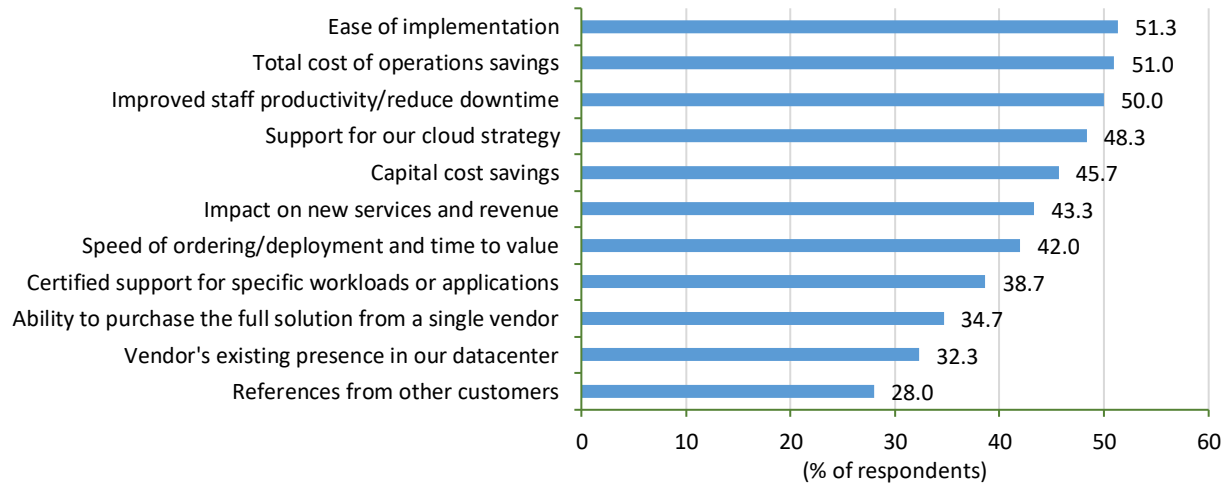 Ease of implementation 51.3
Total cost of operations savings 51.0
Improved staff productivity/reduce downtime 50.0
Support for our cloud strategy 48.3
Capital cost savings 45.7
Impact on new services and revenue 43.3
Speed of ordering/deployment and time to value 42.0
Certified support for specific workloads or applications 38.7
Ability to purchase the full solution from a single vendor 34.7
Vendor's existing presence in our datacenter 32.3
References from other customers 28.0
0 10 20 30 40 50 60
(% of respondents)